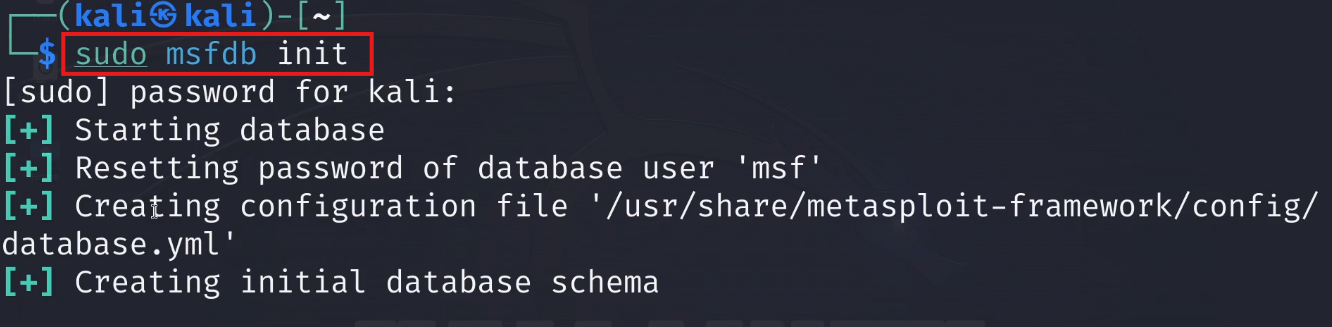 ┌──(kali㉿kali)-[~]
└─$ sudo msfdb init
[sudo] password for kali:
[+] Starting database
[+] Resetting password of database user 'msf'
[+] Creating configuration file '/usr/share/metasploit-framework/config/
database.yml'
[+] Creating initial database schema